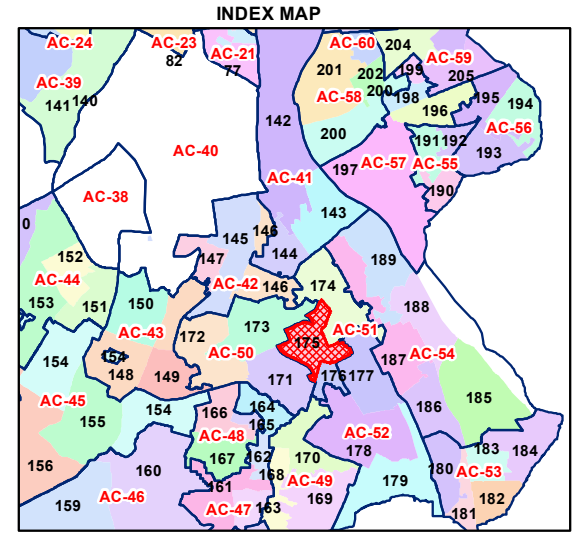 INDEX MAP
AC-24 AC-23 AC-21 AC-60 204 AC-59
82 77
AC-39 201 202 199 205
141 140 AC-58 200 198 195 194
142 196 AC-56
200 191 192 193
AC-40 197 AC-57 AC-55
AC-38 AC-41 190
143
0 145 146
152 147 144 189
AC-44 AC-42 146 174
153 151 150 188
AC-43 172 173 AC-51
154 154 AC-50 175 187 AC-54
148 149 171 176 177
AC-45 154 166 164 186 185
155 165 AC-52
AC-48 178 183 184
156 160 167 162 170 180 AC-53
168 AC-49 179
159 AC-46 161 169 182
AC-47 163 181